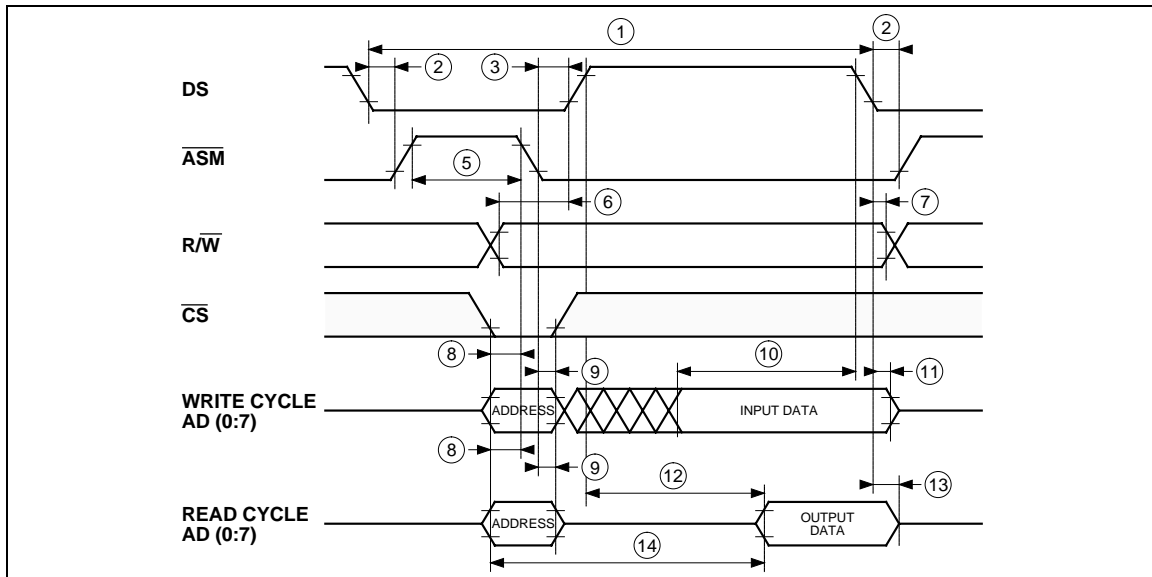 ① ②
② ③
DS
ASM
⑤
⑥ ⑦
R/W
CS
⑧ ⑨ ⑩ ⑪
WRITE CYCLE
AD (0:7)
ADDRESS INPUT DATA
⑧ ⑨ ⑫ ⑬
READ CYCLE
AD (0:7)
ADDRESS OUTPUT
DATA
⑭